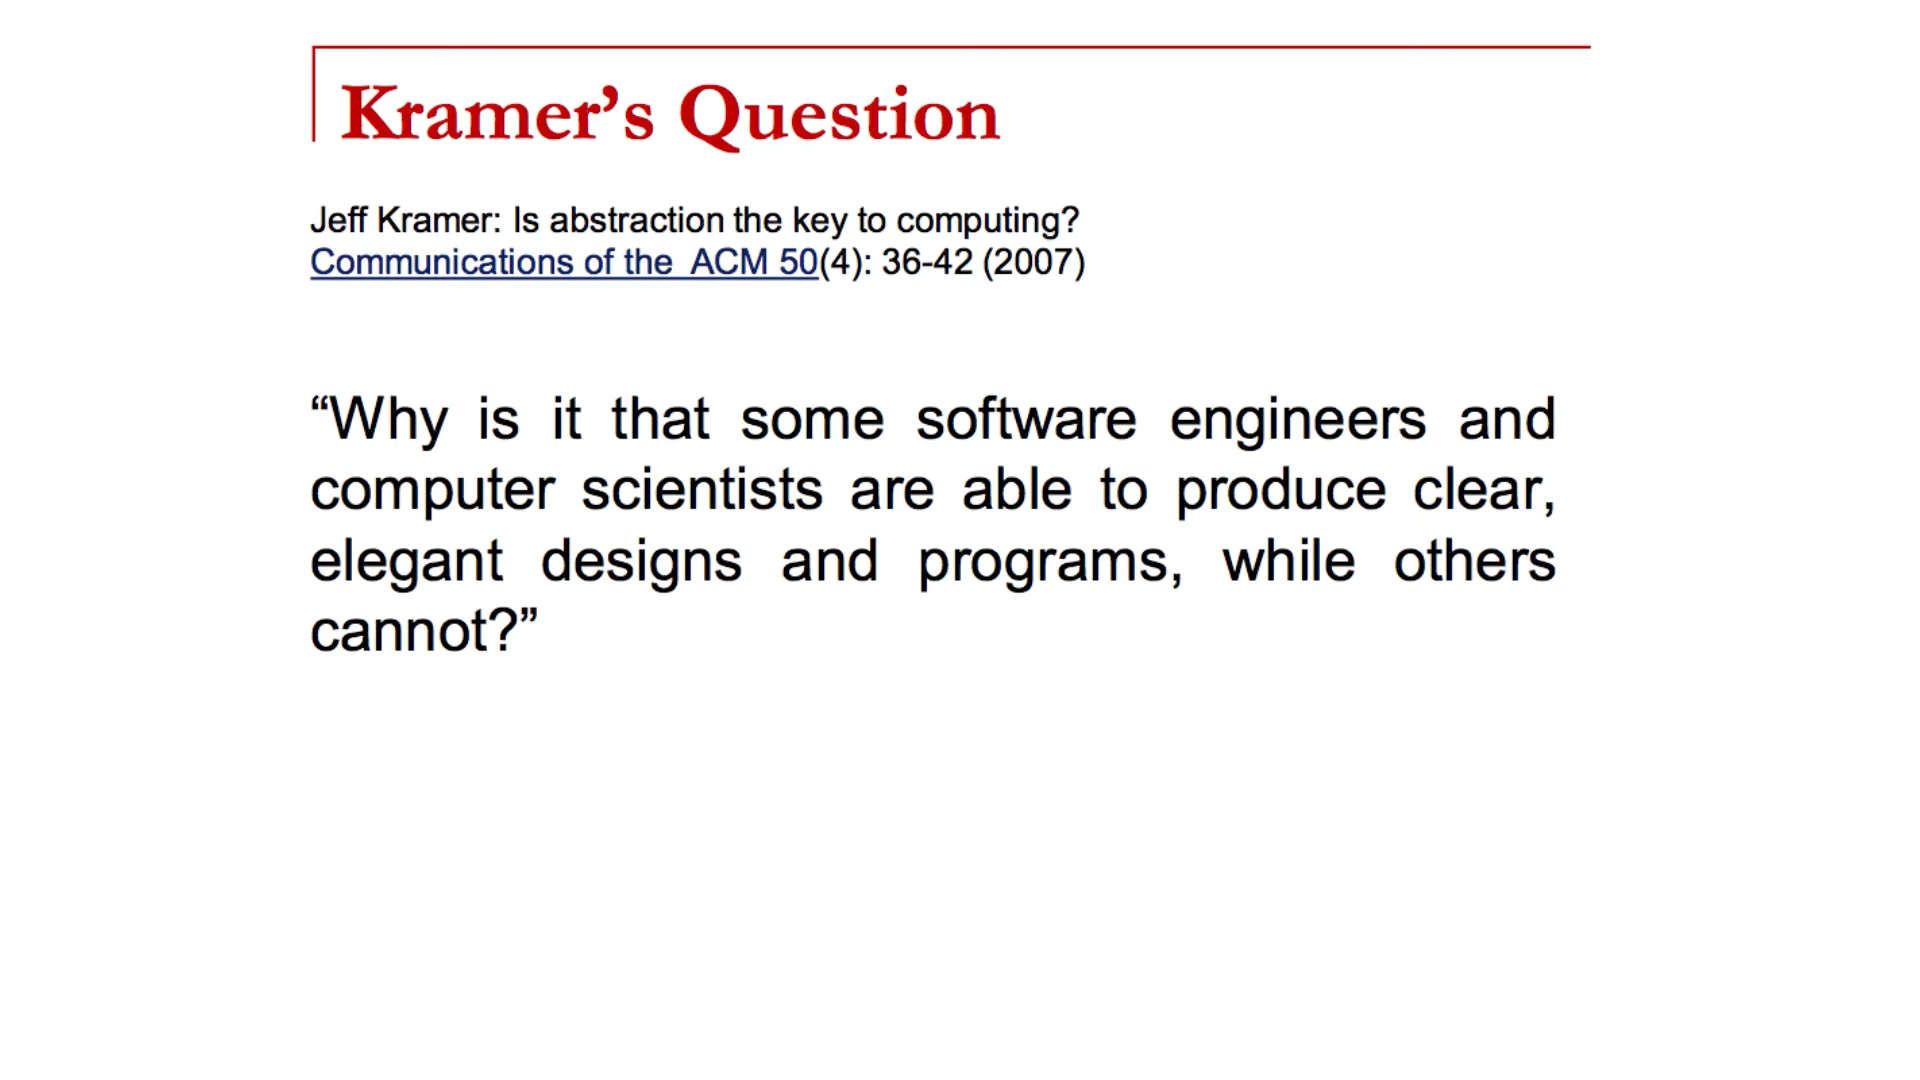 Kramer’s Question
Jeff Kramer: Is abstraction the key to computing?
Communications of the  ACM 50(4): 36-42 (2007)
“Why is it that some software engineers and
computer scientists are able to produce clear,
elegant designs and programs, while others
cannot?”